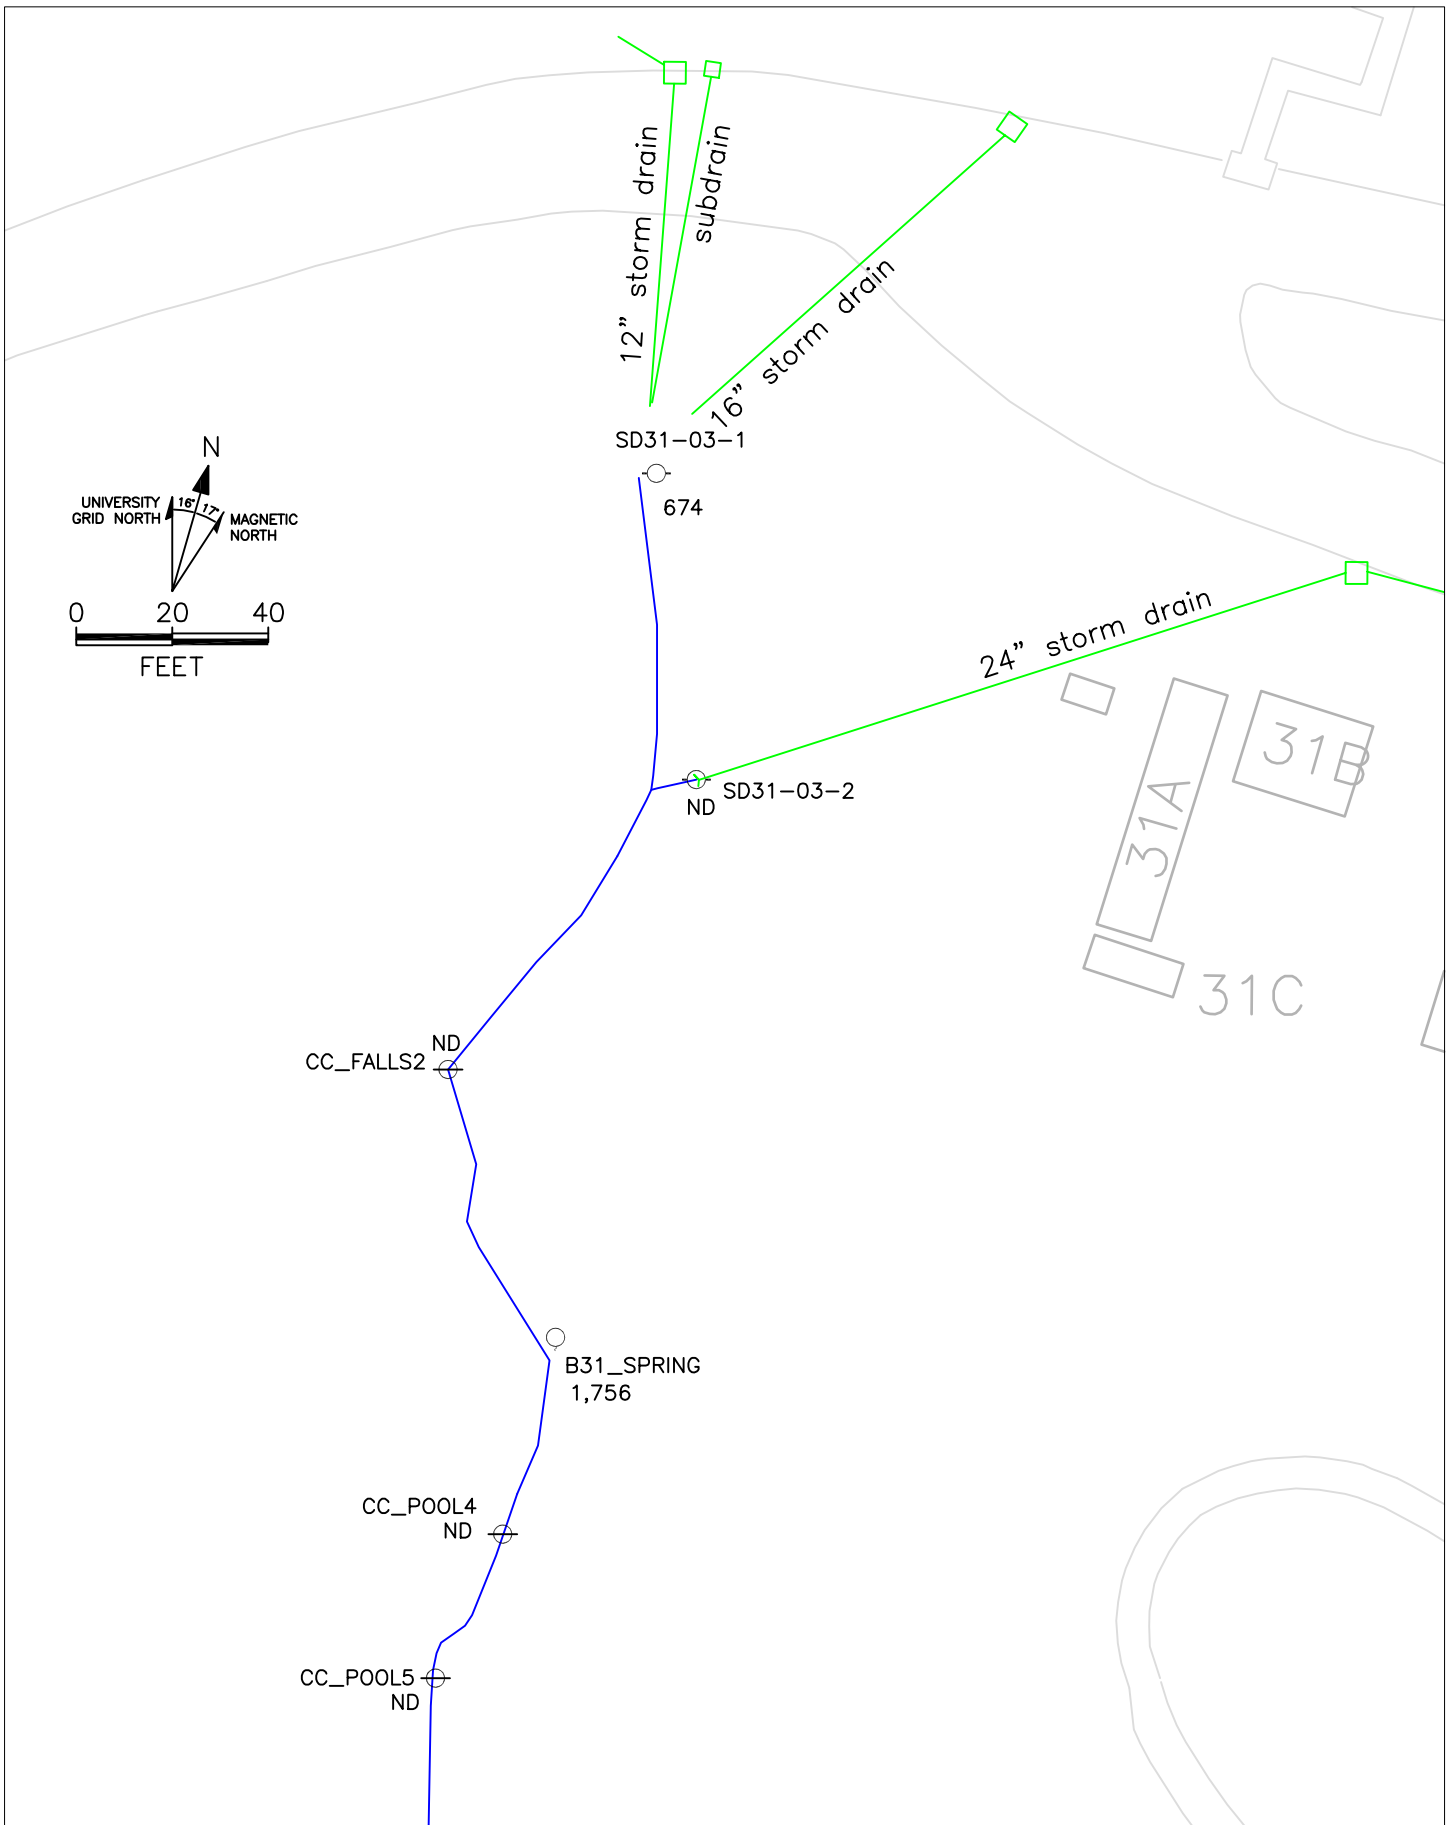 12" storm drain
subdrain
16" storm drain
SD31-03-1
674
N
UNIVERSITY
GRID NORTH
16°
17°
MAGNETIC
NORTH
0 20 40
FEET
24" storm drain
31B
31A
31C
SD31-03-2
ND
ND
CC_FALLS2
B31_SPRING
1,756
CC_POOL4
ND
CC_POOL5
ND